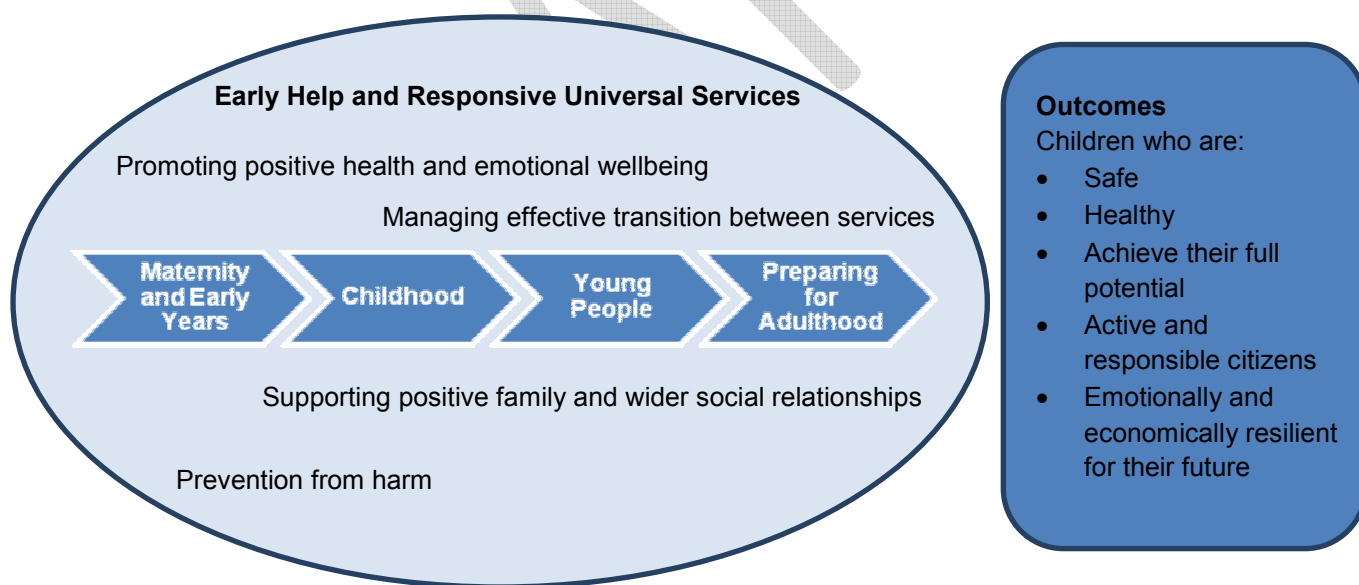 Early Help and Responsive Universal Services
Promoting positive health and emotional wellbeing
Managing effective transition between services
Maternity
and Early
Years
Childhood
Young
People
Preparing
for
Adulthood
Supporting positive family and wider social relationships
Prevention from harm
Outcomes
Children who are:
• Safe
• Healthy
• Achieve their full
potential
• Active and
responsible citizens
• Emotionally and
economically resilient
for their future